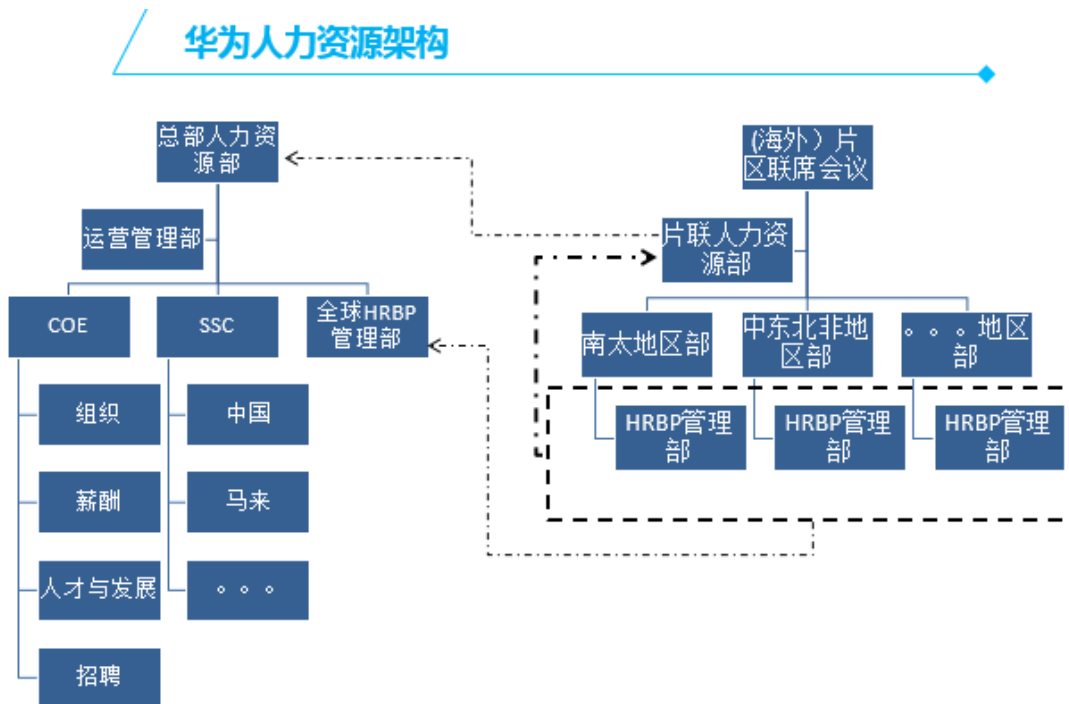 华为人力资源架构
总部人力资
源部
运营管理部
COE
SSC
全球HRBP
管理部
组织
薪酬
人才与发展
招聘
中国
马来
。。。
(海外）片
区联席会议
片联人力资
源部
南太地区部
中东北非地
区部
。。。地区
部
HRBP管理
部
HRBP管理
部
HRBP管理
部